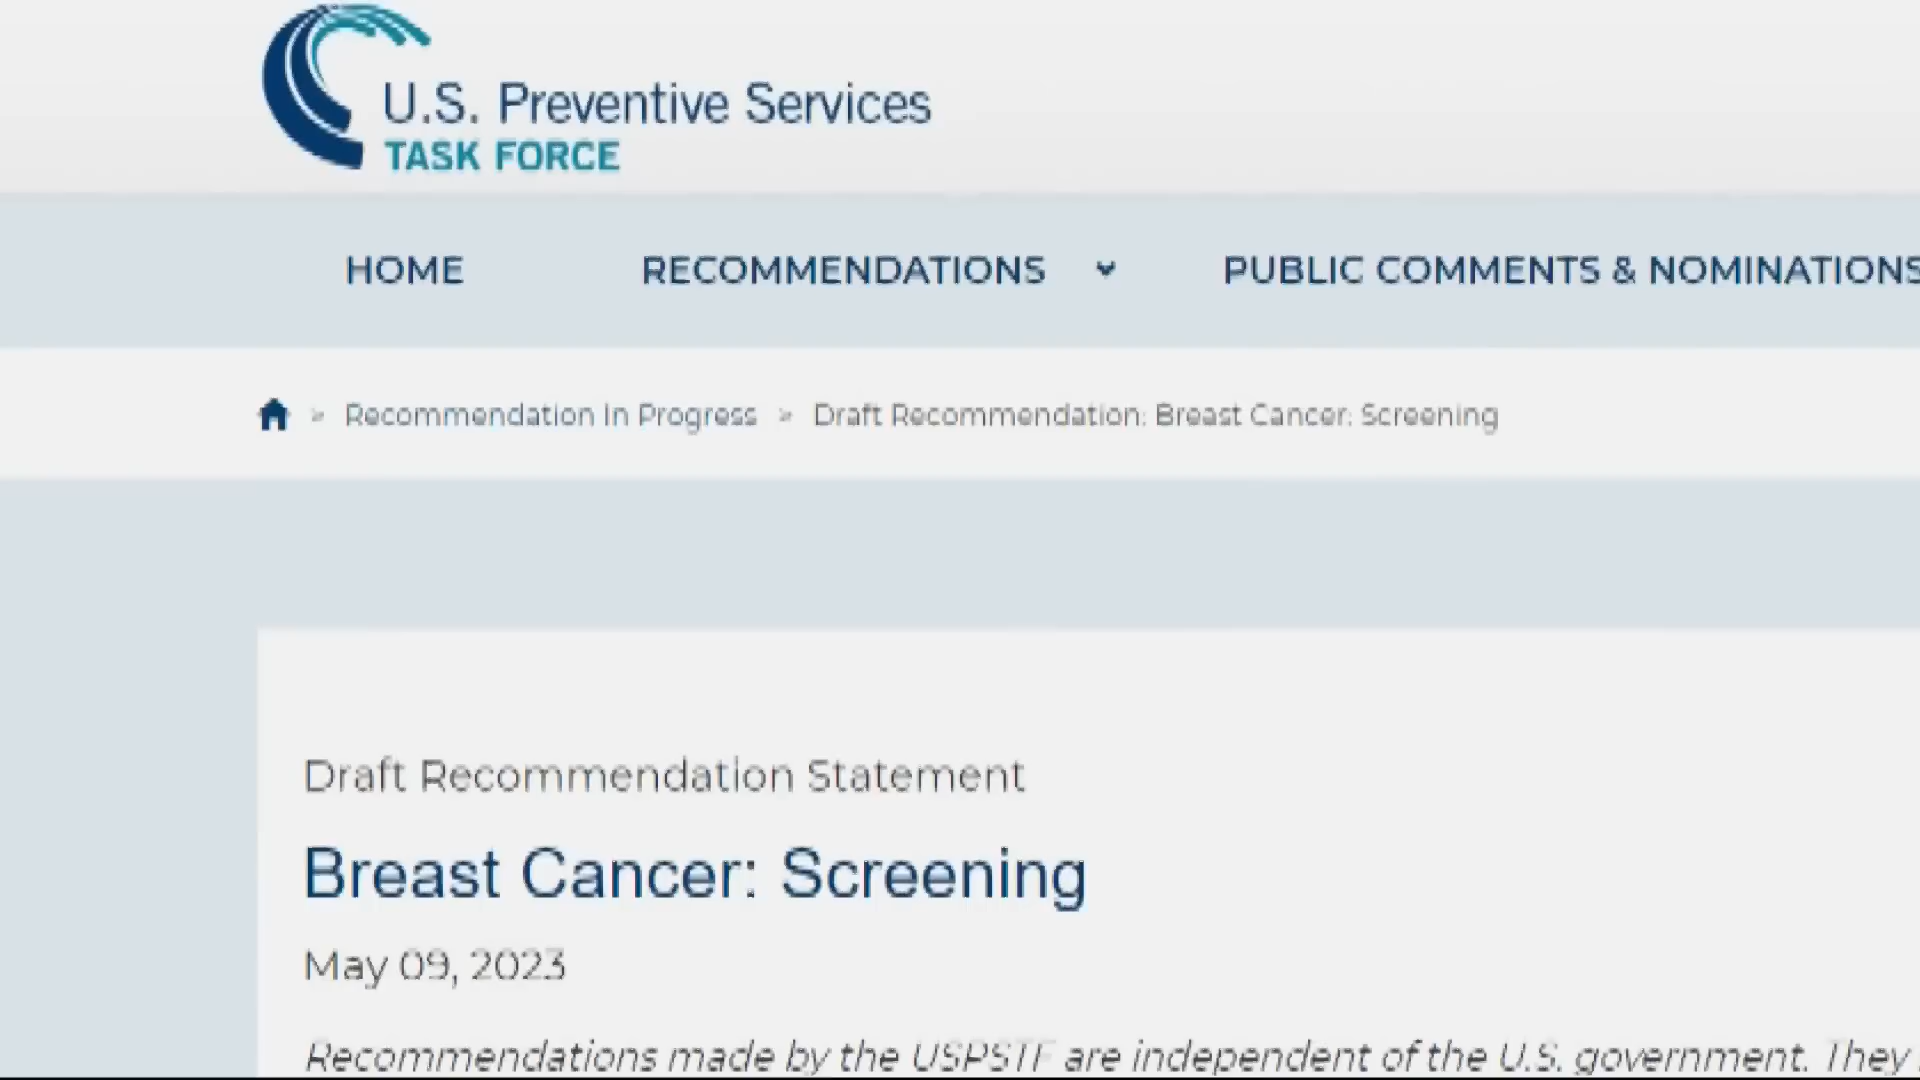 U.S. Preventive Services
TASK FORCE
HOME RECOMMENDATIONS PUBLIC COMMENTS & NOMINATIONS
> Recommendation In Progress > Draft Recommendation: Breast Cancer: Screening
Draft Recommendation Statement
Breast Cancer: Screening
May 09, 2023
Recommendations made by the USPSTF are independent of the U.S. government. They